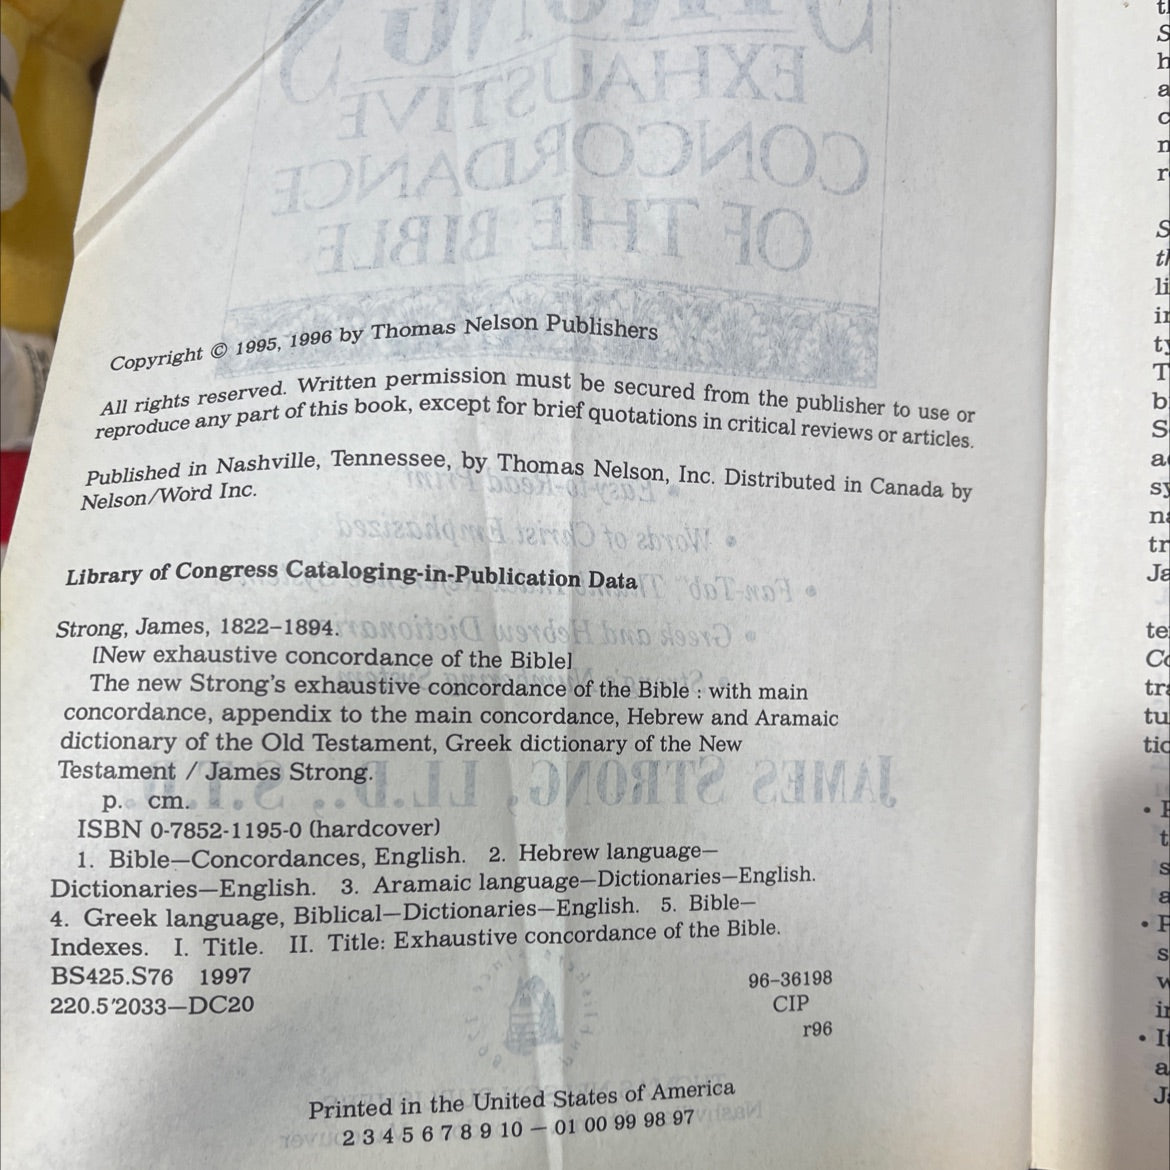 Copyright © 1995, 1996 by Thomas Nelson Publishers
All rights reserved. Written permission must be secured from the publisher to use or
reproduce any part of this book, except for brief quotations in critical reviews or articles.
Published in Nashville, Tennessee, by Thomas Nelson, Inc. Distributed in Canada by
Nelson/Word Inc.
Library of Congress Cataloging-in-Publication Data
Strong, James, 1822–1894.
[New exhaustive concordance of the Bible]
The new Strong's exhaustive concordance of the Bible : with main
concordance, appendix to the main concordance, Hebrew and Aramaic
dictionary of the Old Testament, Greek dictionary of the New
Testament / James Strong.
p. cm.
ISBN 0-7852-1195-0 (hardcover)
1. Bible—Concordances, English. 2. Hebrew language—
Dictionaries—English. 3. Aramaic language—Dictionaries—English.
4. Greek language, Biblical—Dictionaries—English. 5. Bible—
Indexes. I. Title. II. Title: Exhaustive concordance of the Bible.
BS425.S76 1997
220.5'2033—DC20
96–36198
CIP
r96
Printed in the United States of America
2 3 4 5 6 7 8 9 10 — 01 00 99 98 97